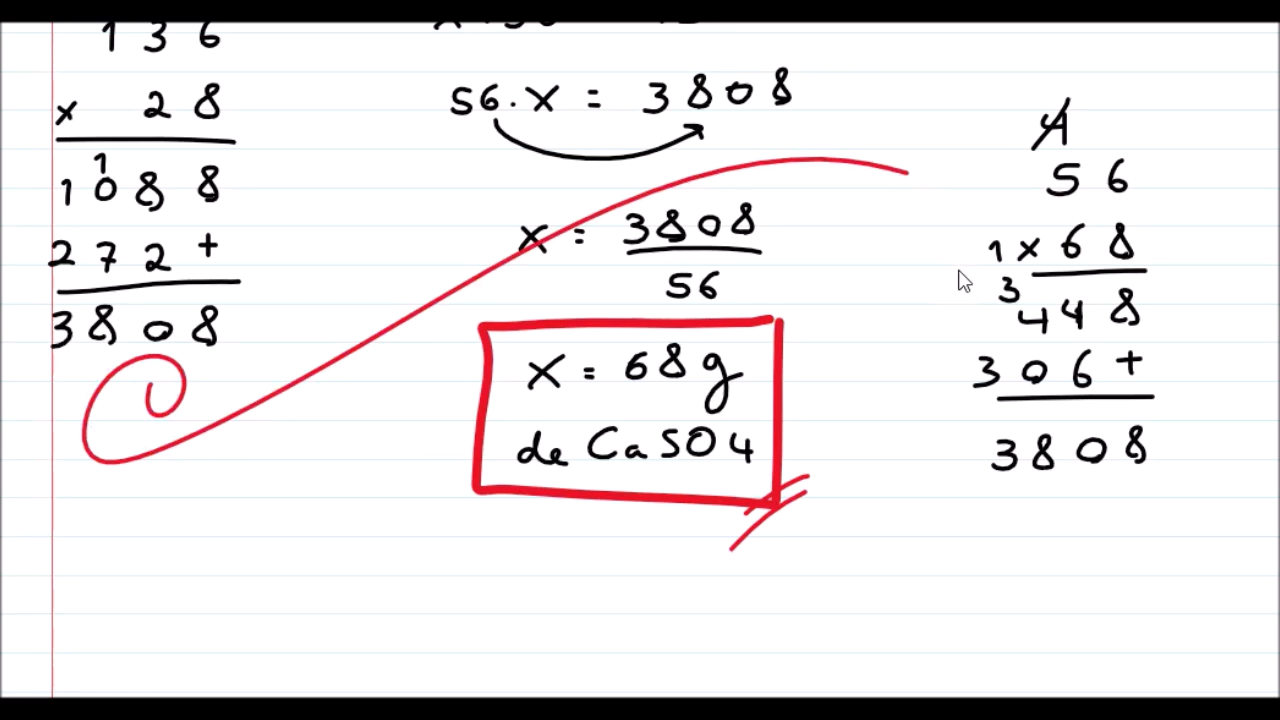 136
x 28
1
1088
272+
3808
56.X = 3808
X = 3808
56
X = 68g
de CaSO4
4
56
1 x 68
3
448
306+
3808